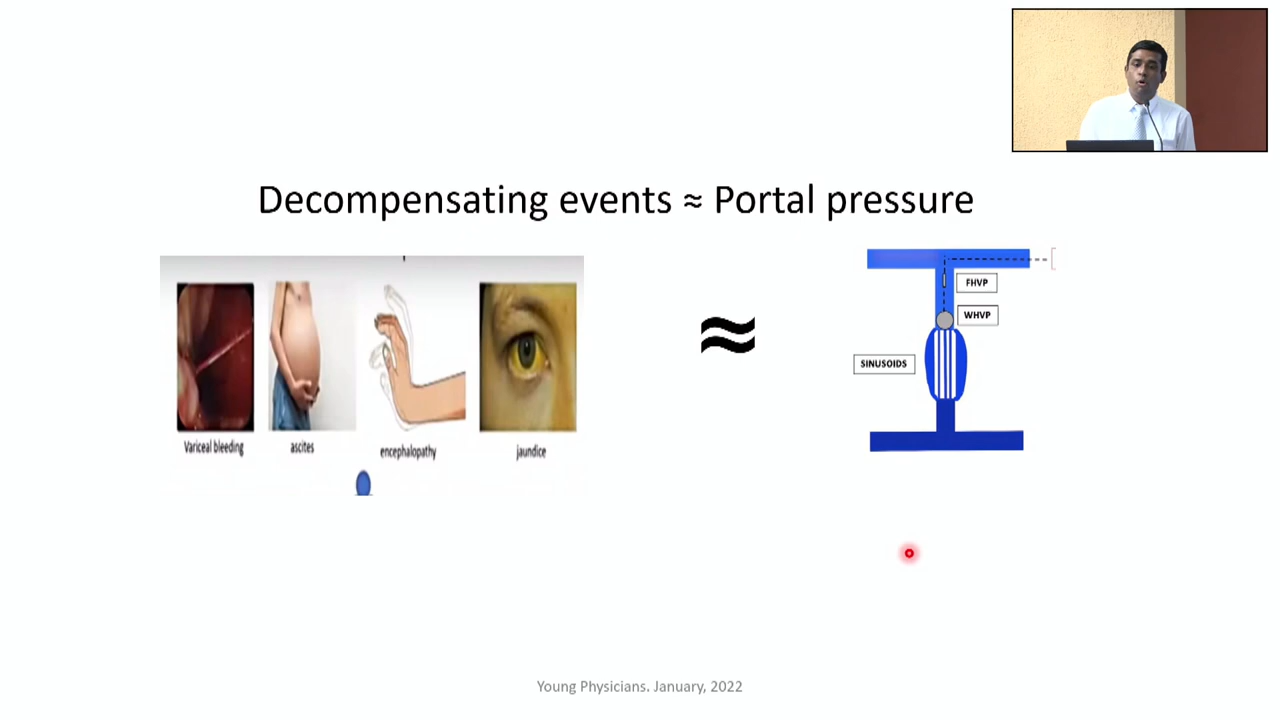 Decompensating events ≈ Portal pressure
Variceal bleeding
ascites
encephalopathy
jaundice
≈
FHVP
WHVP
SINUSOIDS
Young Physicians. January, 2022